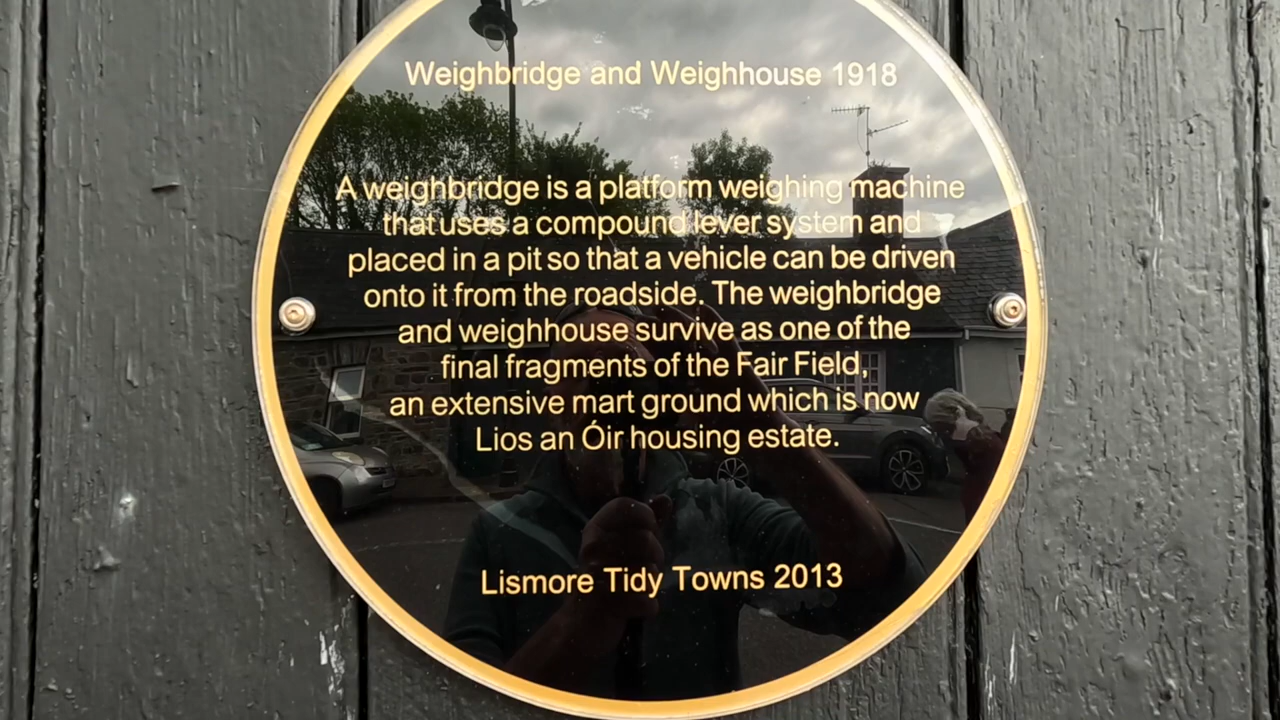 Weighbridge and Weighhouse 1918
A weighbridge is a platform weighing machine
that uses a compound lever system and
placed in a pit so that a vehicle can be driven
onto it from the roadside. The weighbridge
and weighhouse survive as one of the
final fragments of the Fair Field,
an extensive mart ground which is now
Lios an Óir housing estate.
Lismore Tidy Towns 2013